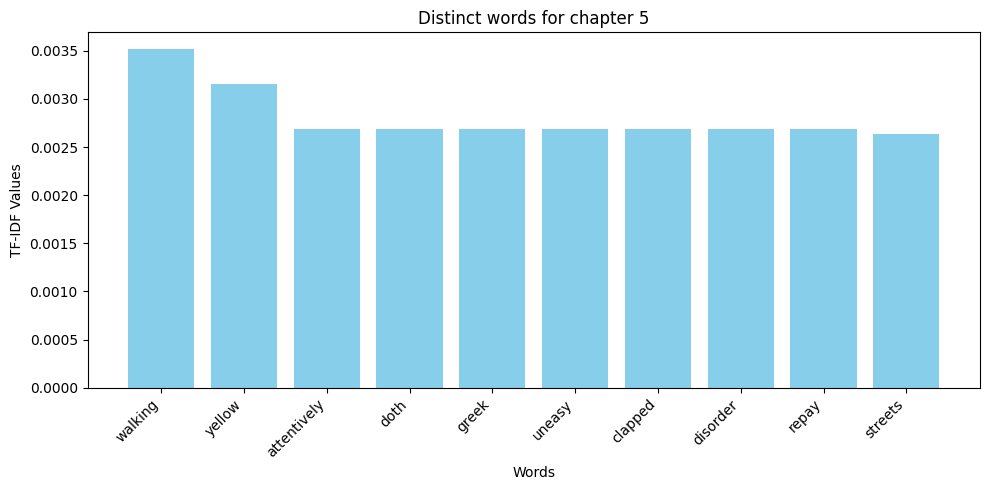 Distinct words for chapter 5
TF-IDF Values
0.0035
0.0030
0.0025
0.0020
0.0015
0.0010
0.0005
0.0000
walking
yellow
attentively
doth
greek
uneasy
clapped
disorder
repay
streets
Words